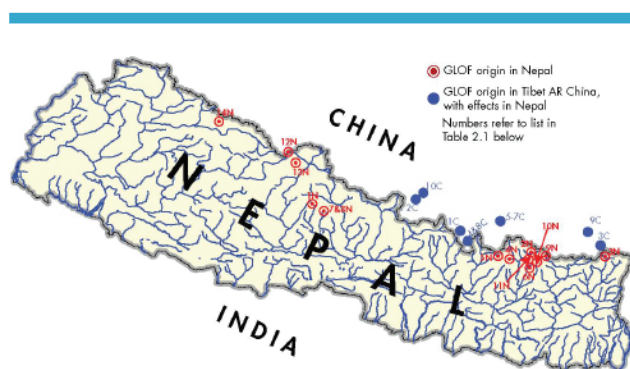 GLOF origin in Nepal
GLOF origin in Tibet AR China,
with effects in Nepal
Numbers refer to list in
Table 2.1 below
CHINA
12N
10C
2C
5-7C
9C
3C
10N
11N
NEPAL
INDIA